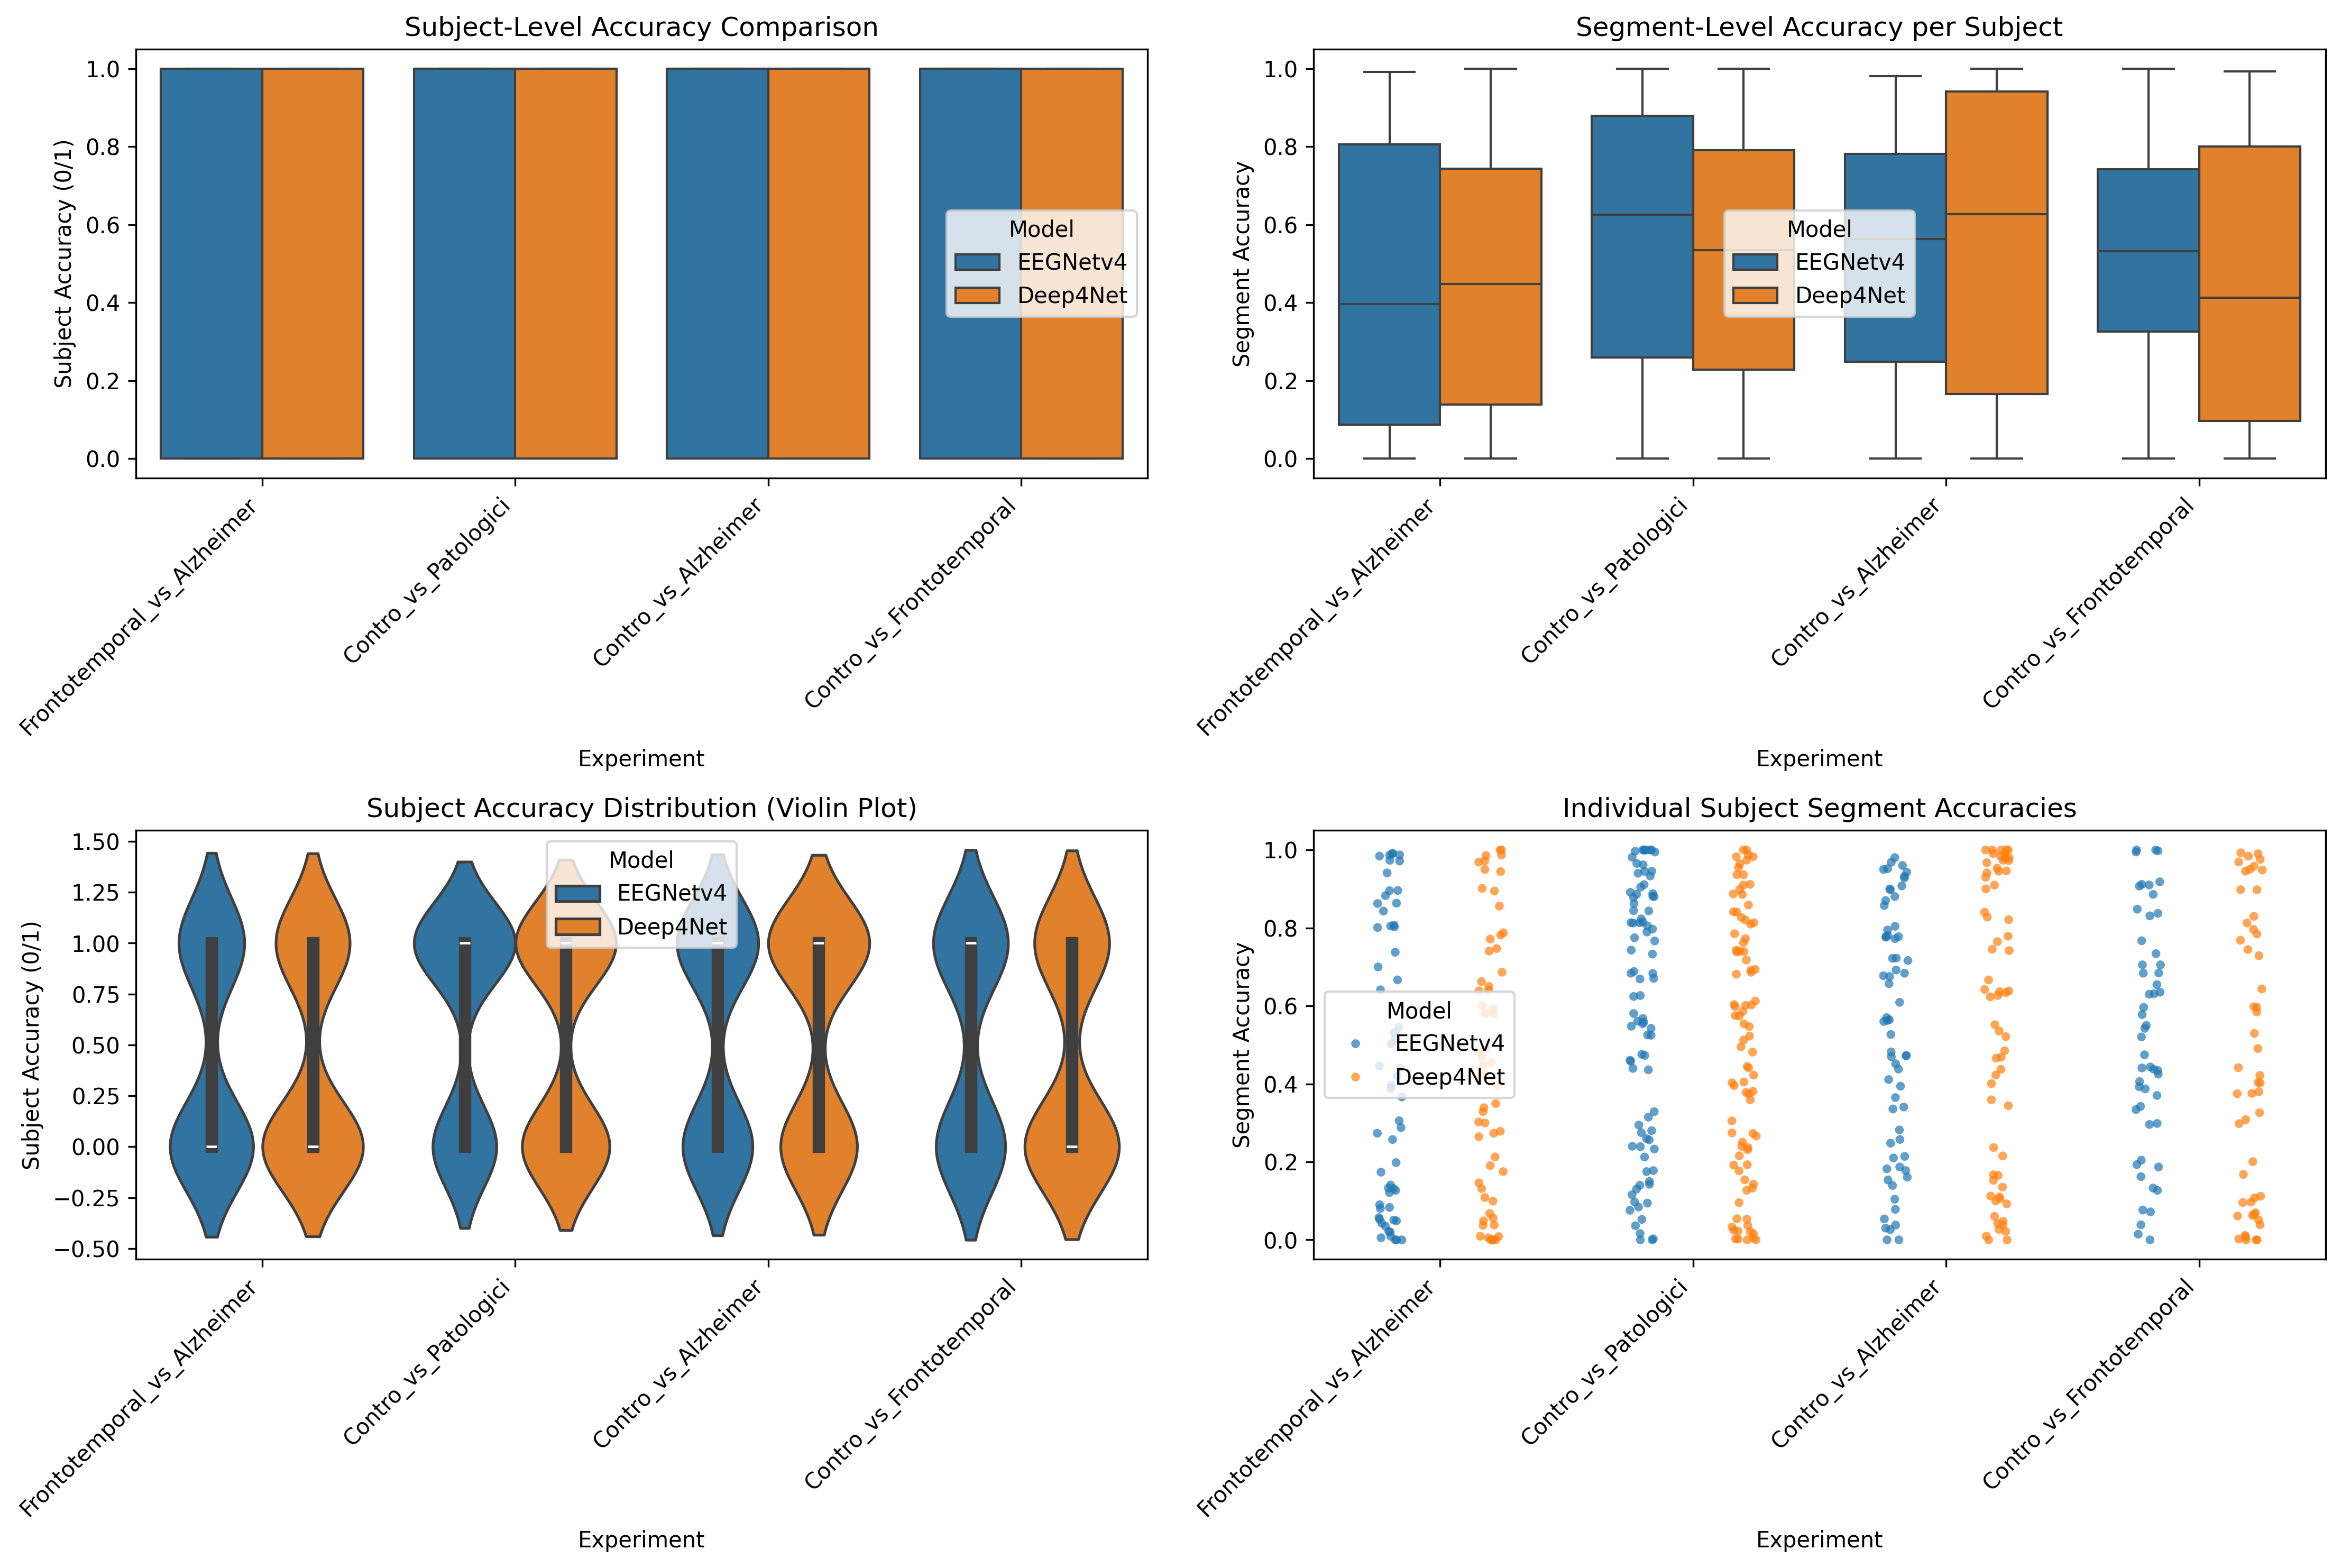 Subject-Level Accuracy Comparison
Subject Accuracy (0/1)
1.0
0.8
0.6
0.4
0.2
0.0
Model
EEGNetv4
Deep4Net
Frontotemporal_vs_Alzheimer
Contro_vs_Patologici
Contro_vs_Alzheimer
Contro_vs_Frontotemporal
Experiment
Segment-Level Accuracy per Subject
Segment Accuracy
1.0
0.8
0.6
0.4
0.2
0.0
Model
EEGNetv4
Deep4Net
Frontotemporal_vs_Alzheimer
Contro_vs_Patologici
Contro_vs_Alzheimer
Contro_vs_Frontotemporal
Experiment
Subject Accuracy Distribution (Violin Plot)
Subject Accuracy (0/1)
1.50
1.25
1.00
0.75
0.50
0.25
0.00
−0.25
−0.50
Model
EEGNetv4
Deep4Net
Frontotemporal_vs_Alzheimer
Contro_vs_Patologici
Contro_vs_Alzheimer
Contro_vs_Frontotemporal
Experiment
Individual Subject Segment Accuracies
Segment Accuracy
1.0
0.8
0.6
0.4
0.2
0.0
Model
EEGNetv4
Deep4Net
Frontotemporal_vs_Alzheimer
Contro_vs_Patologici
Contro_vs_Alzheimer
Contro_vs_Frontotemporal
Experiment